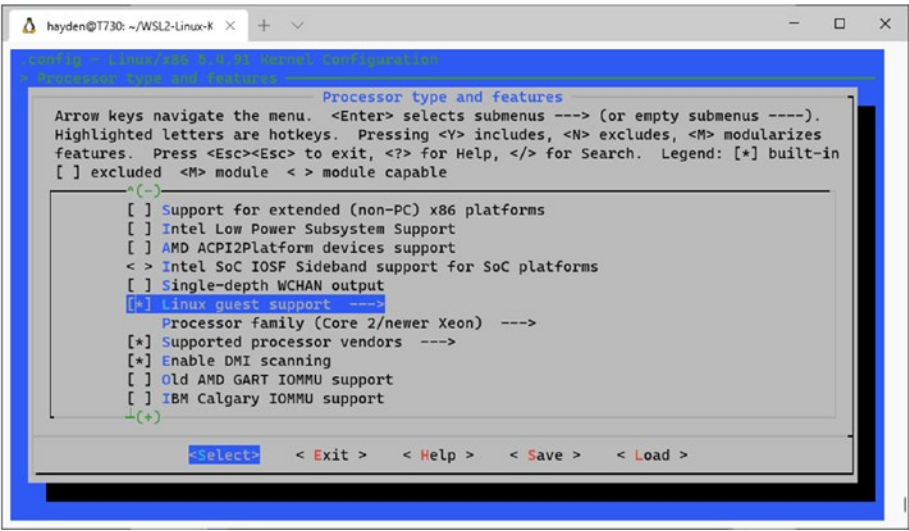 hayden@T730: ~/WSL2-Linux-K
.config - Linux/x86 5.4.91 Kernel Configuration
> Processor type and features
Processor type and features
Arrow keys navigate the menu.  <Enter> selects submenus ---> (or empty submenus ----).
Highlighted letters are hotkeys.  Pressing <Y> includes, <N> excludes, <M> modularizes
features.  Press <Esc><Esc> to exit, <?> for Help, </> for Search.  Legend: [*] built-in
[ ] excluded  <M> module  < > module capable
^(-)
[ ] Support for extended (non-PC) x86 platforms
[ ] Intel Low Power Subsystem Support
[ ] AMD ACPI2Platform devices support
< > Intel SoC IOSF Sideband support for SoC platforms
[ ] Single-depth WCHAN output
[*] Linux guest support  --->
Processor family (Core 2/newer Xeon)  --->
[*] Supported processor vendors  --->
[*] Enable DMI scanning
[ ] Old AMD GART IOMMU support
[ ] IBM Calgary IOMMU support
(+)
<Select>    < Exit >    < Help >    < Save >    < Load >